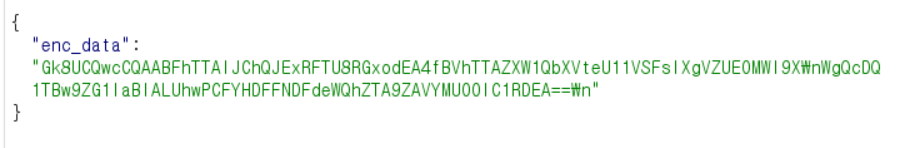 {
"enc_data":
"Gk8UCQwcCQAABFhTTAIJChQJExRFTU8RGxodEA4fBVhTTAZXW1QbXVteU11VSFsIXgVZUE0MWI9X₩nWgQcDQ
1TBw9ZG1IaBIALUhwPCFYHDFFNDFdeWQhZTA9ZAVYMU00IC1RDEA==₩n"
}